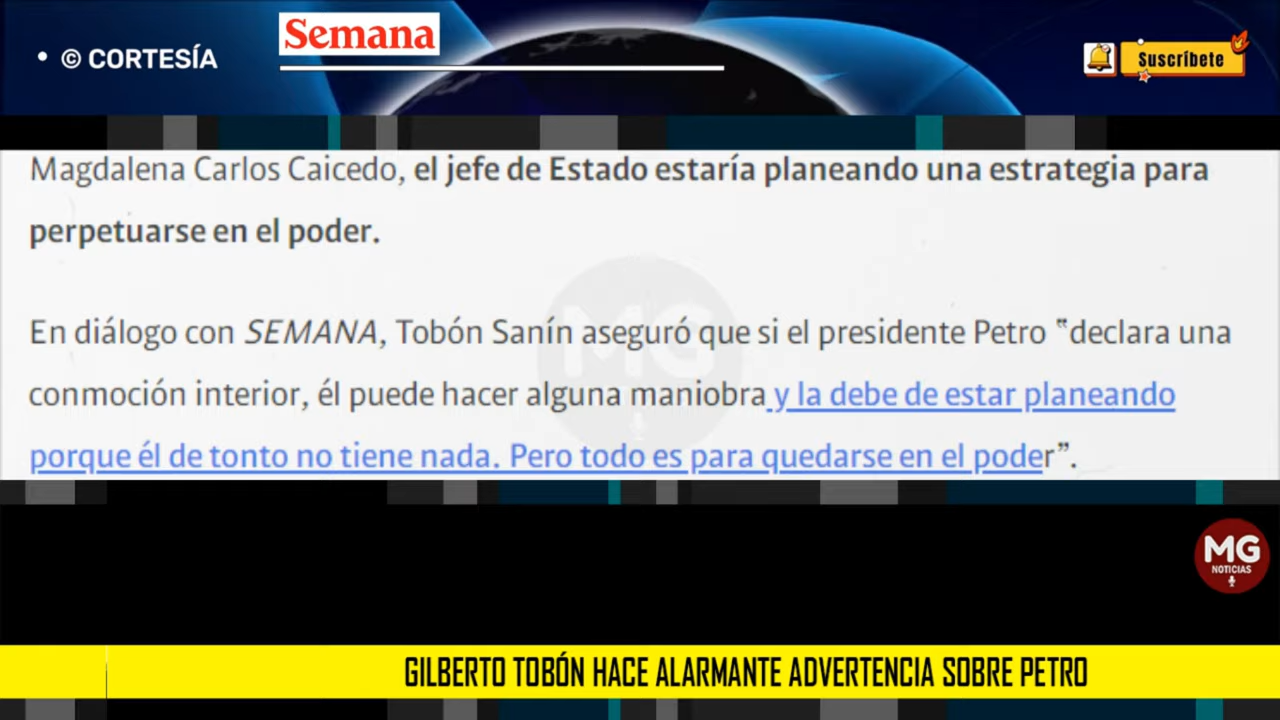 • © CORTESÍA
Semana
Suscríbete
Magdalena Carlos Caicedo, el jefe de Estado estaría planeando una estrategia para
perpetuarse en el poder.
En diálogo con SEMANA, Tobón Sanín aseguró que si el presidente Petro “declara una
conmoción interior, él puede hacer alguna maniobra y la debe de estar planeando
porque él de tonto no tiene nada. Pero todo es para quedarse en el poder”.
MG
MG
NOTICIAS
GILBERTO TOBÓN HACE ALARMANTE ADVERTENCIA SOBRE PETRO